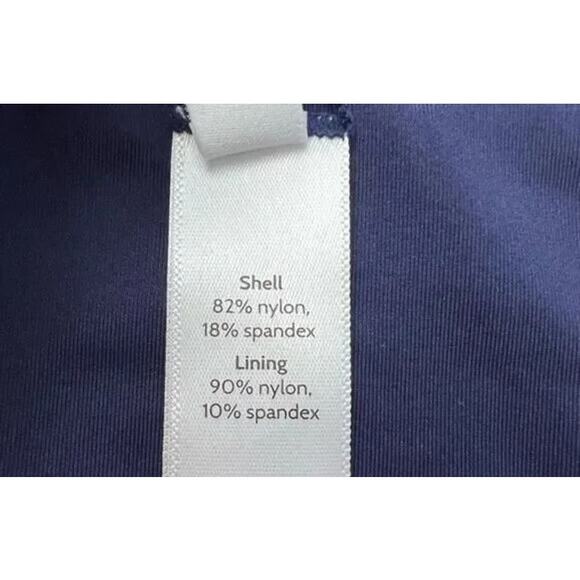 Shell
82% nylon,
18% spandex
Lining
90% nylon,
10% spandex